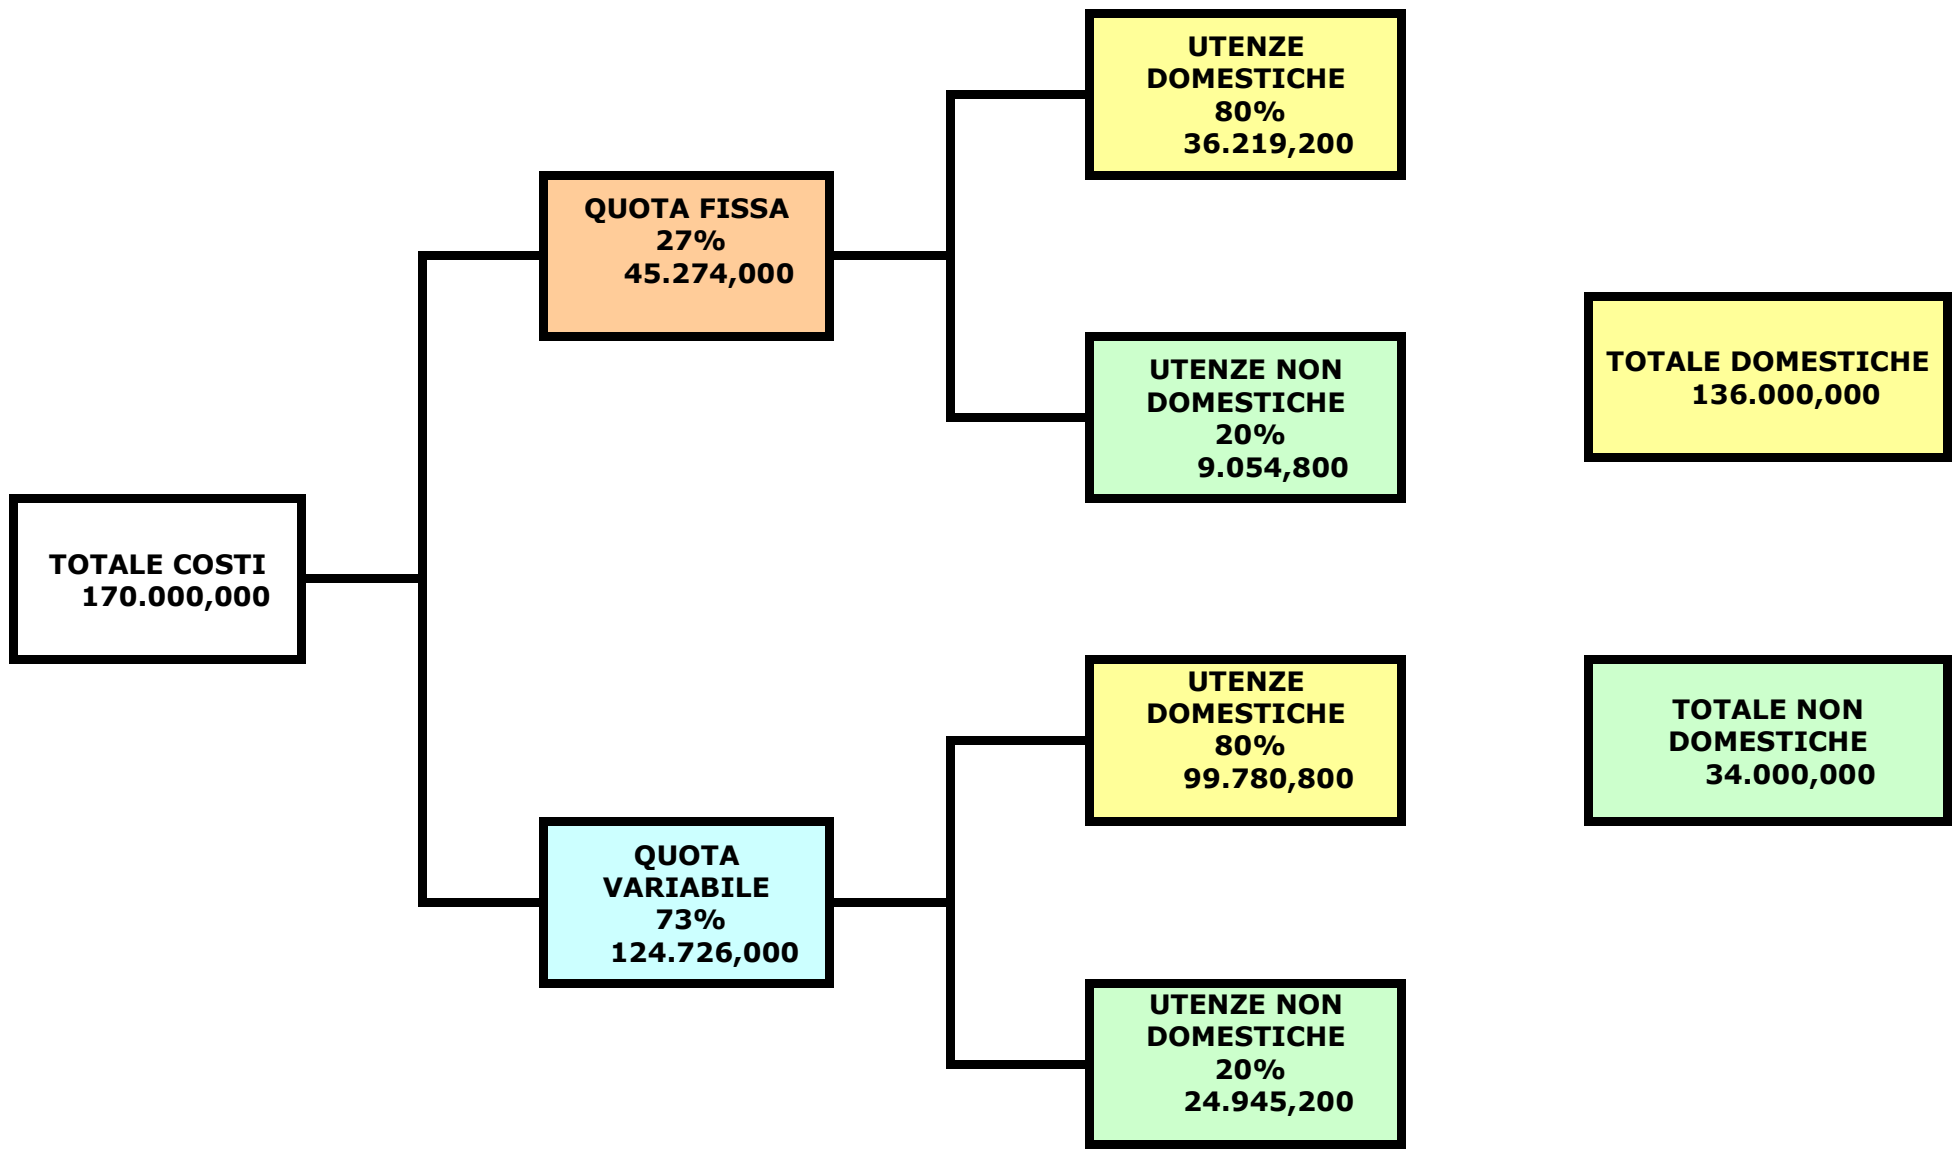 UTENZE
DOMESTICHE
80%
36.219,200
QUOTA FISSA
27%
45.274,000
UTENZE NON
DOMESTICHE
20%
9.054,800
TOTALE DOMESTICHE
136.000,000
TOTALE COSTI
170.000,000
UTENZE
DOMESTICHE
80%
99.780,800
TOTALE NON
DOMESTICHE
34.000,000
QUOTA
VARIABILE
73%
124.726,000
UTENZE NON
DOMESTICHE
20%
24.945,200